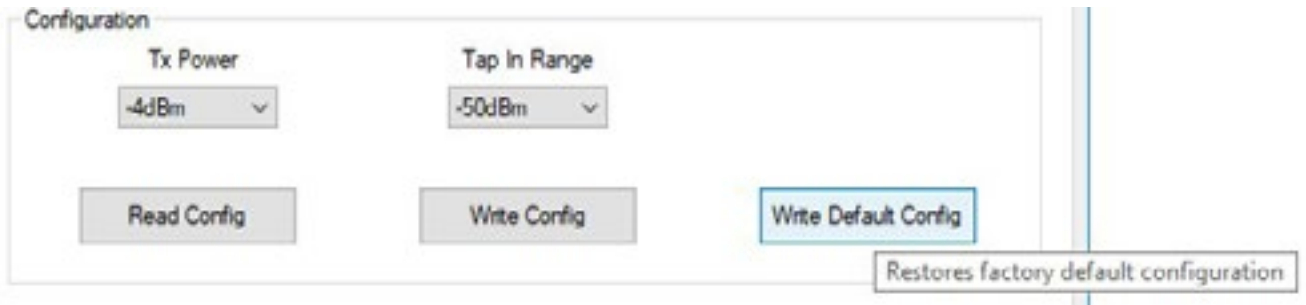 Configuration
Tx Power
Tap In Range
-4dBm
-50dBm
Read Config
Write Config
Write Default Config
Restores factory default configuration